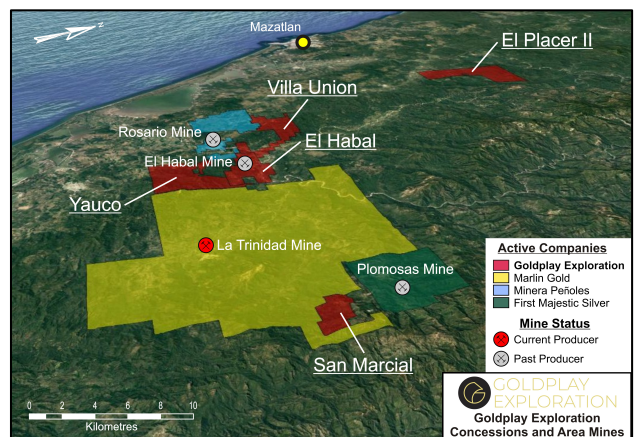 Mazatlan
El Placer II
Villa Union
Rosario Mine
El Habal
El Habal Mine
Yauco
La Trinidad Mine
Plomosas Mine
San Marcial
Active Companies
Goldplay Exploration
Marlin Gold
Minera Peñoles
First Majestic Silver
Mine Status
Current Producer
Past Producer
0 2 4 6 8 10
Kilometres
GOLDPLAY
EXPLORATION
Goldplay Exploration
Concessions and Area Mines